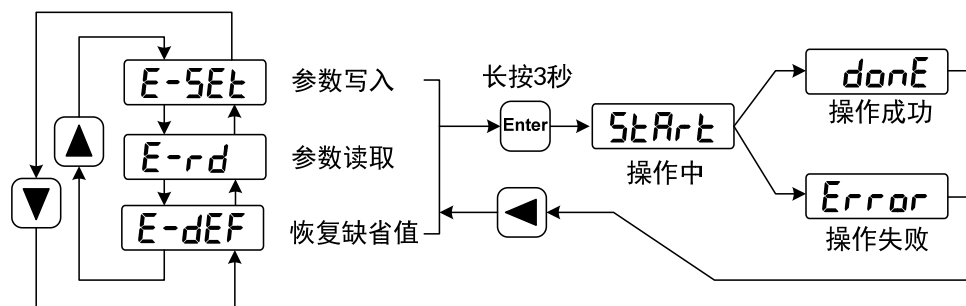 E-SEt 参数写入
E-rd 参数读取
E-dEF 恢复缺省值
长按3秒
Enter
StArt
操作中
donE
操作成功
Error
操作失败